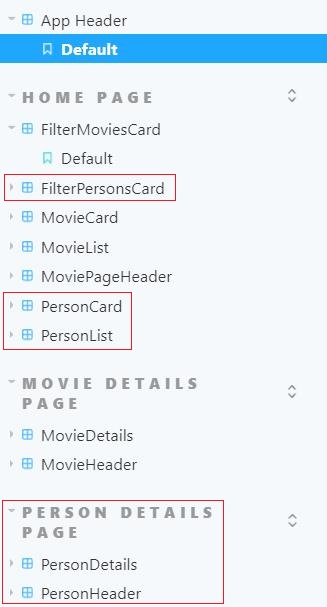 App Header
Default
HOME PAGE
FilterMoviesCard
Default
FilterPersonsCard
MovieCard
MovieList
MoviePageHeader
PersonCard
PersonList
MOVIE DETAILS
PAGE
MovieDetails
MovieHeader
PERSON DETAILS
PAGE
PersonDetails
PersonHeader